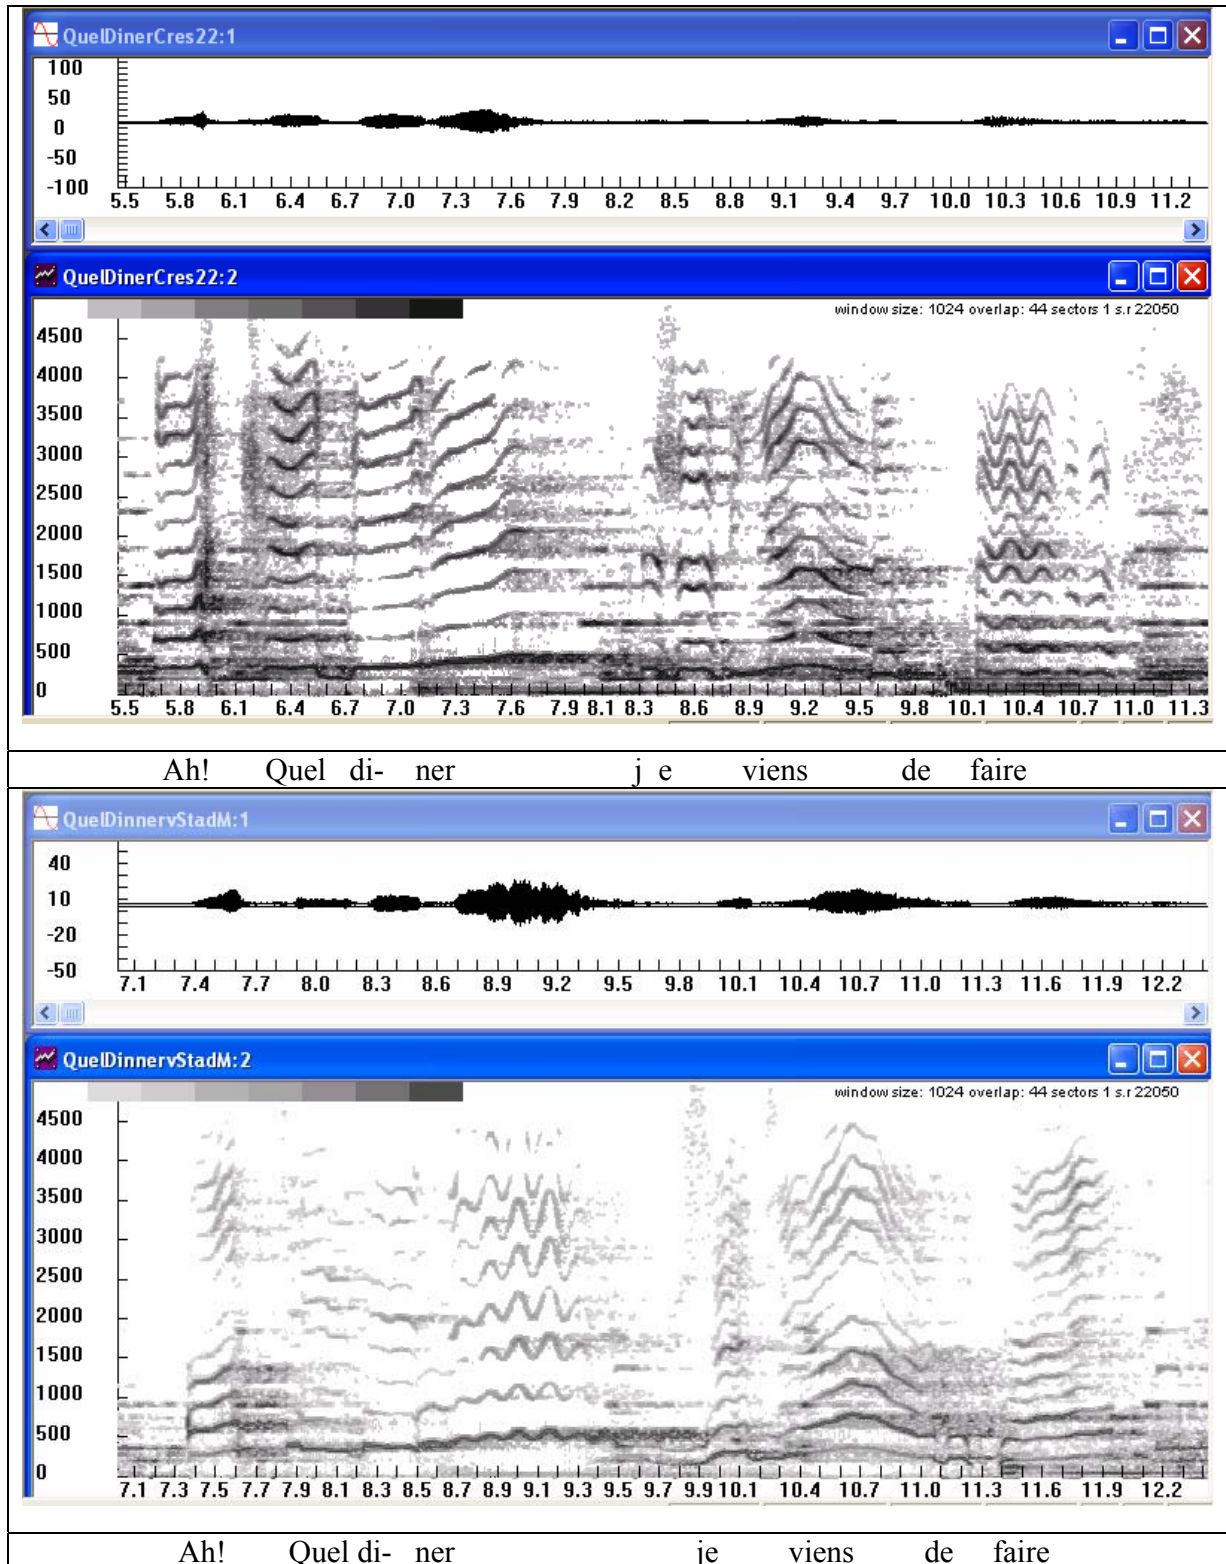 QuelDinerCres22:1
100
50
0
-50
-100
5.5 5.8 6.1 6.4 6.7 7.0 7.3 7.6 7.9 8.2 8.5 8.8 9.1 9.4 9.7 10.0 10.3 10.6 10.9 11.2
QuelDinerCres22:2
window size: 1024 overlap: 44 sectors 1 s.r 22050
4500
4000
3500
3000
2500
2000
1500
1000
500
0
5.5 5.8 6.1 6.4 6.7 7.0 7.3 7.6 7.9 8.1 8.3 8.6 8.9 9.2 9.5 9.8 10.1 10.4 10.7 11.0 11.3
Ah! Quel di- ner j e viens de faire
QuelDinnervStadM:1
40
10
-20
-50
7.1 7.4 7.7 8.0 8.3 8.6 8.9 9.2 9.5 9.8 10.1 10.4 10.7 11.0 11.3 11.6 11.9 12.2
QuelDinnervStadM:2
window size: 1024 overlap: 44 sectors 1 s.r 22050
4500
4000
3500
3000
2500
2000
1500
1000
500
0
7.1 7.3 7.5 7.7 7.9 8.1 8.3 8.5 8.7 8.9 9.1 9.3 9.5 9.7 9.9 10.1 10.4 10.7 11.0 11.3 11.6 11.9 12.2
Ah! Quel di- ner je viens de faire